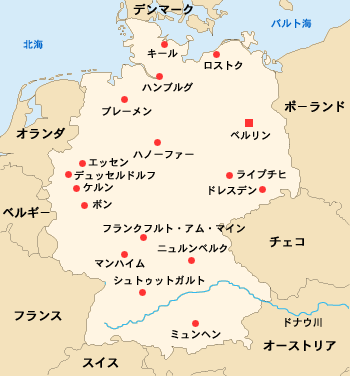 デンマーク
バルト海
北海
キール
ロストク
ハンブルグ
ブレーメン
ポーランド
ベルリン
オランダ
ハノーファー
エッセン
デュッセルドルフ
ライプチヒ
ケルン
ドレスデン
ベルギー
ボン
フランクフルト・アム・マイン
チェコ
ニュルンベルク
マンハイム
シュトゥットガルト
フランス
ドナウ川
ミュンヘン
オーストリア
スイス